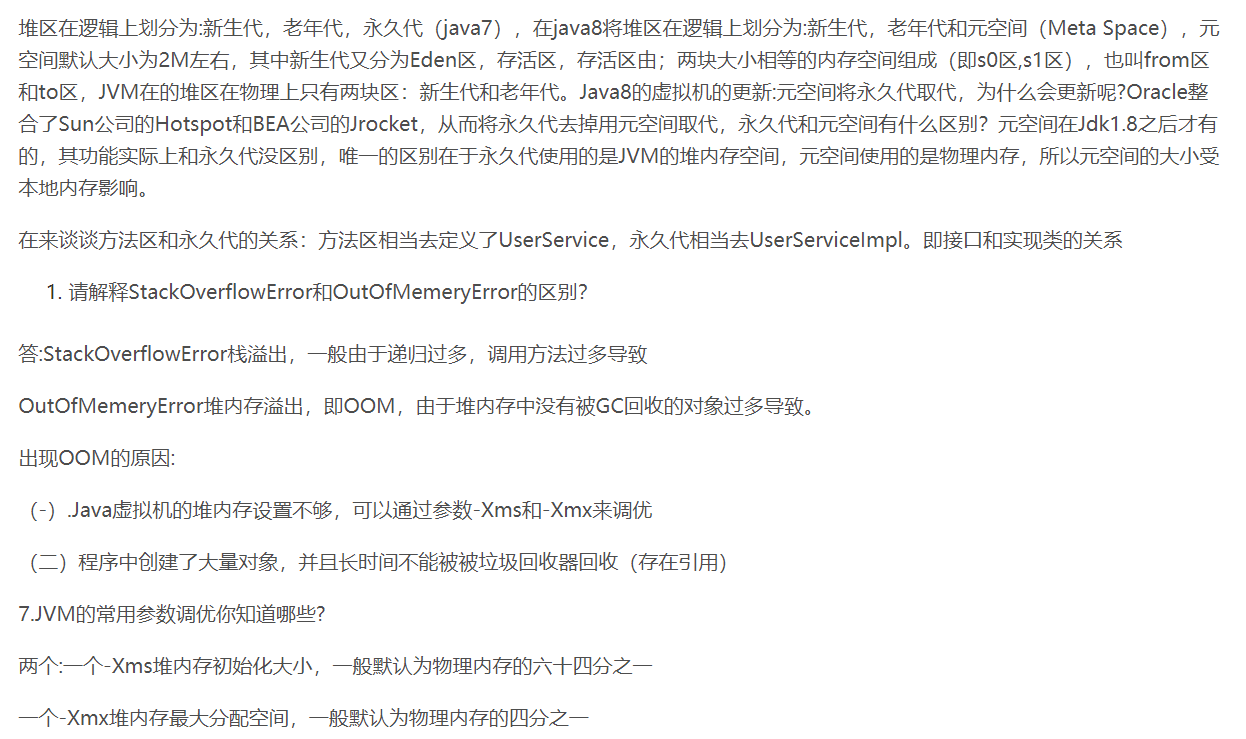 堆区在逻辑上划分为:新生代，老年代，永久代（java7），在java8将堆区在逻辑上划分为:新生代，老年代和元空间（Meta Space），元
空间默认大小为2M左右，其中新生代又分为Eden区，存活区，存活区由；两块大小相等的内存空间组成（即s0区,s1区），也叫from区
和to区，JVM在的堆区在物理上只有两块区：新生代和老年代。Java8的虚拟机的更新:元空间将永久代取代，为什么会更新呢?Oracle整
合了Sun公司的Hotspot和BEA公司的Jrocket，从而将永久代去掉用元空间取代，永久代和元空间有什么区别？元空间在Jdk1.8之后才有
的，其功能实际上和永久代没区别，唯一的区别在于永久代使用的是JVM的堆内存空间，元空间使用的是物理内存，所以元空间的大小受
本地内存影响。
在来谈谈方法区和永久代的关系：方法区相当去定义了UserService，永久代相当去UserServiceImpl。即接口和实现类的关系
1. 请解释StackOverflowError和OutOfMemeryError的区别?
答:StackOverflowError栈溢出，一般由于递归过多，调用方法过多导致
OutOfMemeryError堆内存溢出，即OOM，由于堆内存中没有被GC回收的对象过多导致。
出现OOM的原因:
（-）.Java虚拟机的堆内存设置不够，可以通过参数-Xms和-Xmx来调优
（二）程序中创建了大量对象，并且长时间不能被被垃圾回收器回收（存在引用）
7.JVM的常用参数调优你知道哪些?
两个:一个-Xms堆内存初始化大小，一般默认为物理内存的六十四分之一
一个-Xmx堆内存最大分配空间，一般默认为物理内存的四分之一